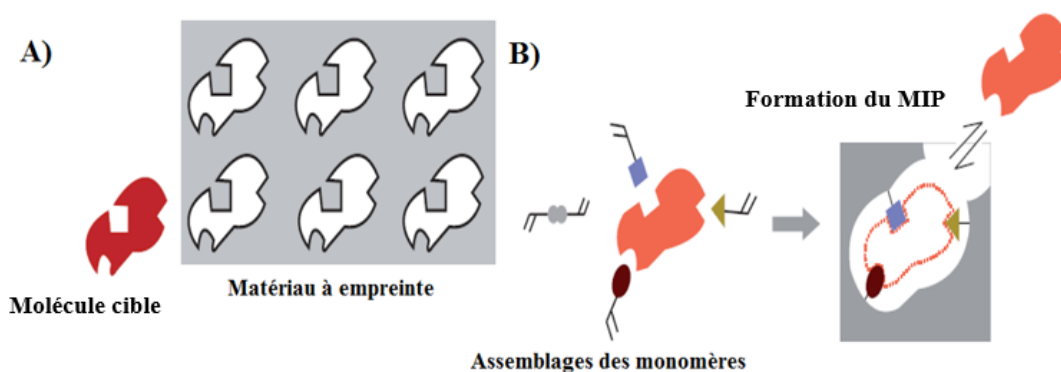 A)
Molécule cible
Matériau à empreinte
B)
Formation du MIP
Assemblages des monomères